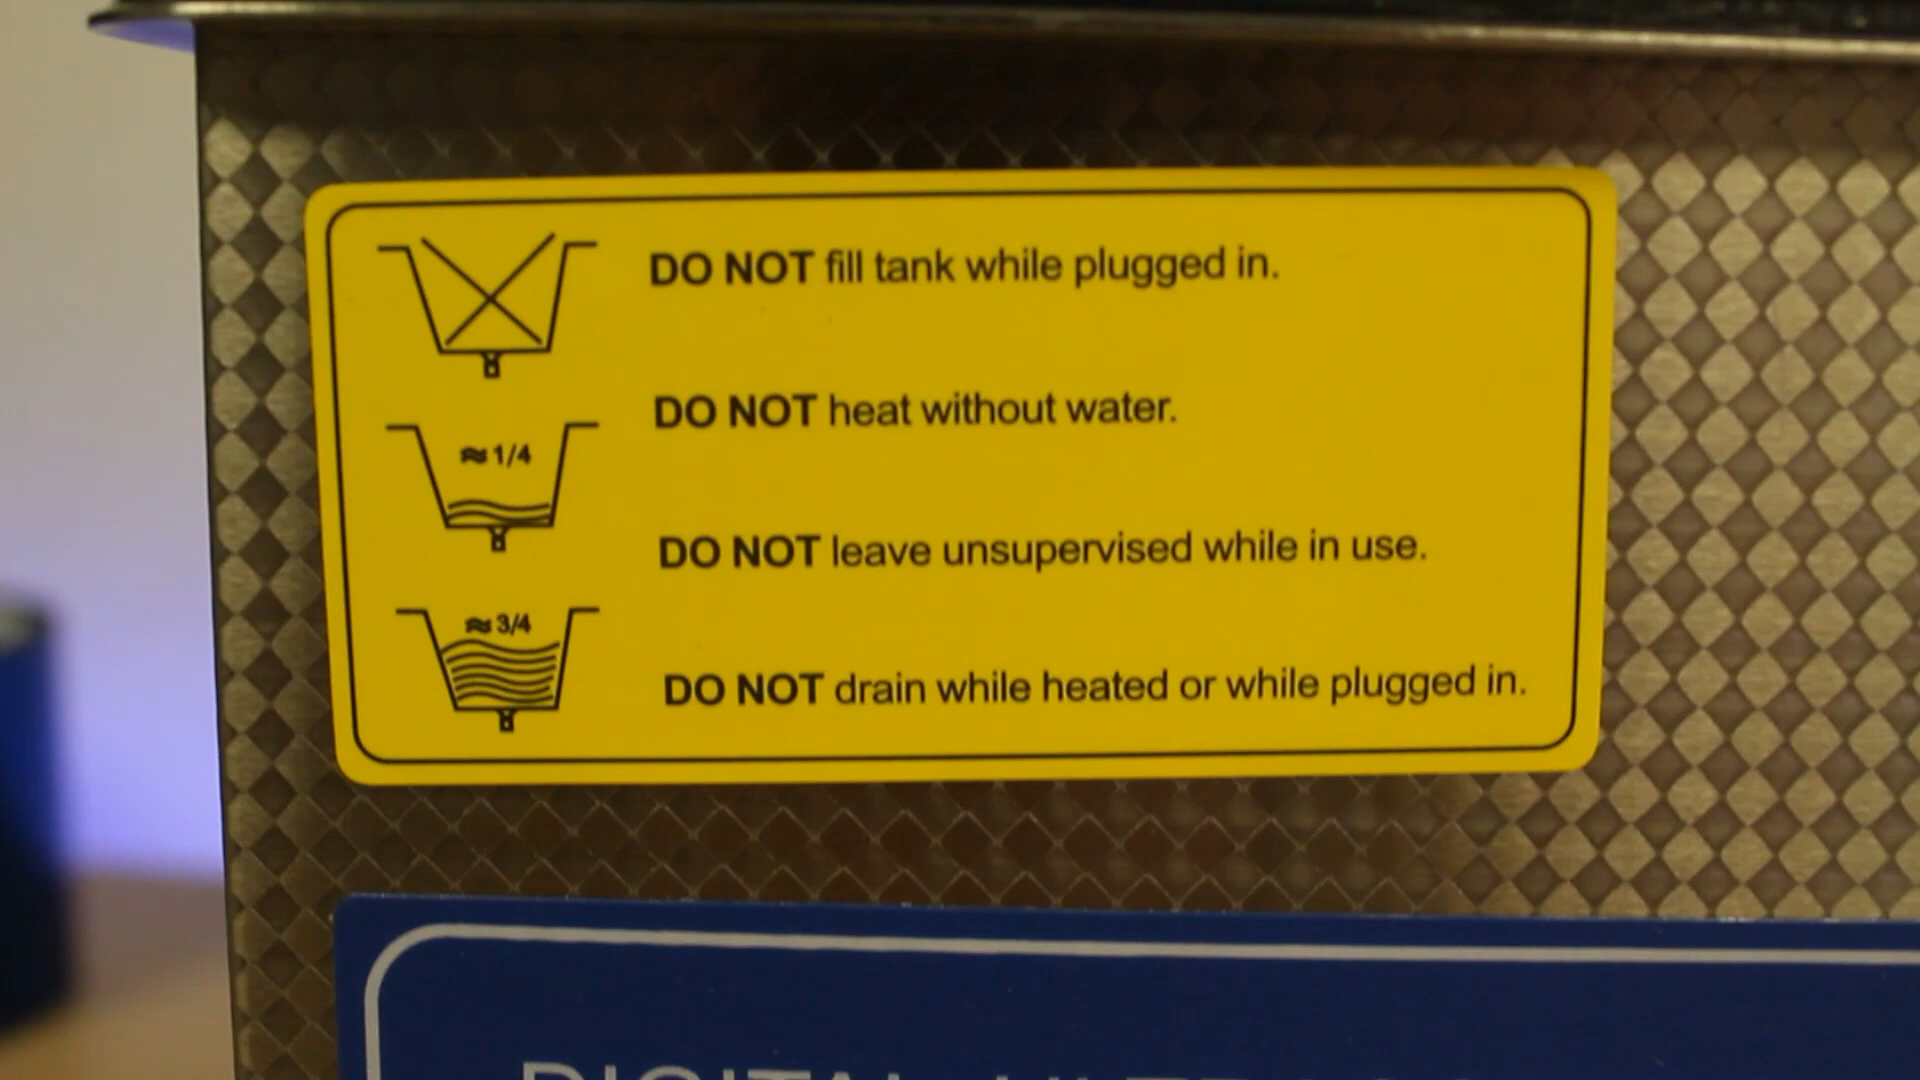 DO NOT fill tank while plugged in.
≈ 1/4
DO NOT heat without water.
DO NOT leave unsupervised while in use.
≈ 3/4
DO NOT drain while heated or while plugged in.
DIGITAL